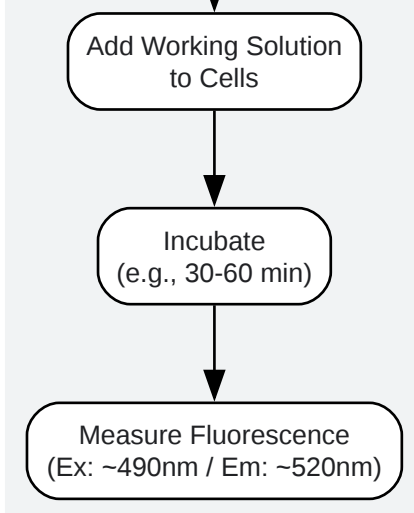 Add Working Solution
to Cells
Incubate
(e.g., 30-60 min)
Measure Fluorescence
(Ex: ~490nm / Em: ~520nm)